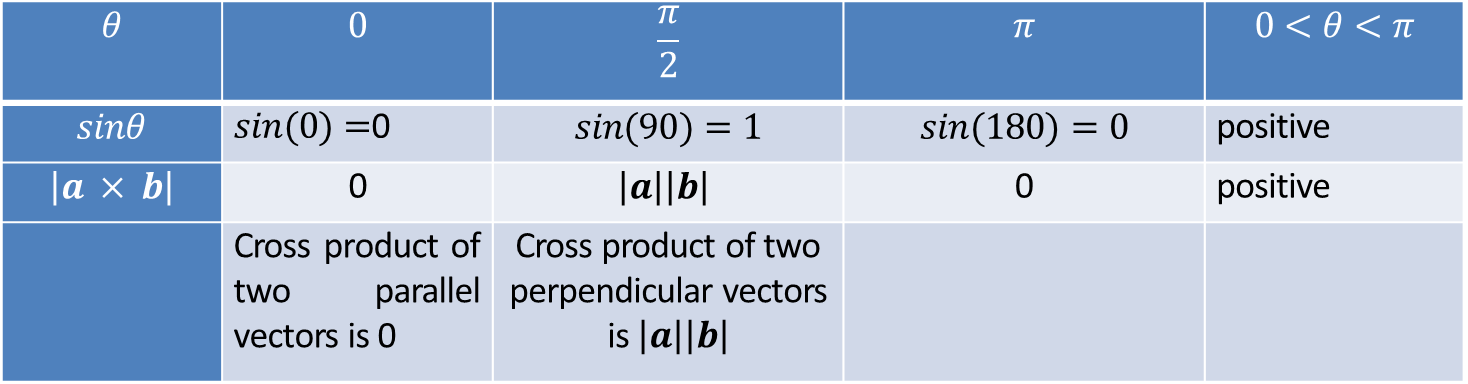 θ 0 π/2 π 0 < θ < π
sinθ sin(0) =0 sin(90) = 1 sin(180) = 0 positive
|a × b| 0 |a||b| 0 positive
Cross product of Cross product of two
two parallel perpendicular vectors
vectors is 0 is |a||b|